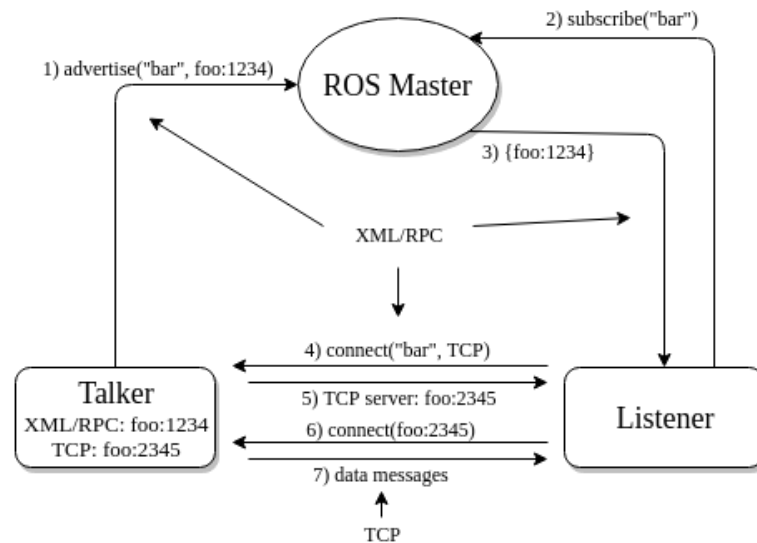 2) subscribe("bar")
1) advertise("bar", foo:1234)
ROS Master
3) {foo:1234}
XML/RPC
4) connect("bar", TCP)
Talker
XML/RPC: foo:1234
TCP: foo:2345
5) TCP server: foo:2345
6) connect(foo:2345)
7) data messages
Listener
TCP